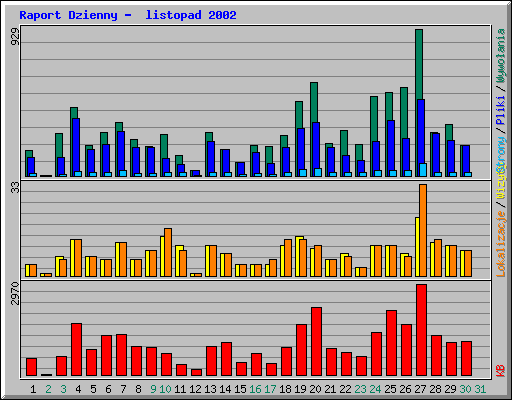 Raport Dzienny - listopad 2002
929
33
2970
Wywolania / Pliki / Strony
Lokalizacje / Wizyt
KB
1 2 3 4 5 6 7 8 9 10 11 12 13 14 15 16 17 18 19 20 21 22 23 24 25 26 27 28 29 30 31